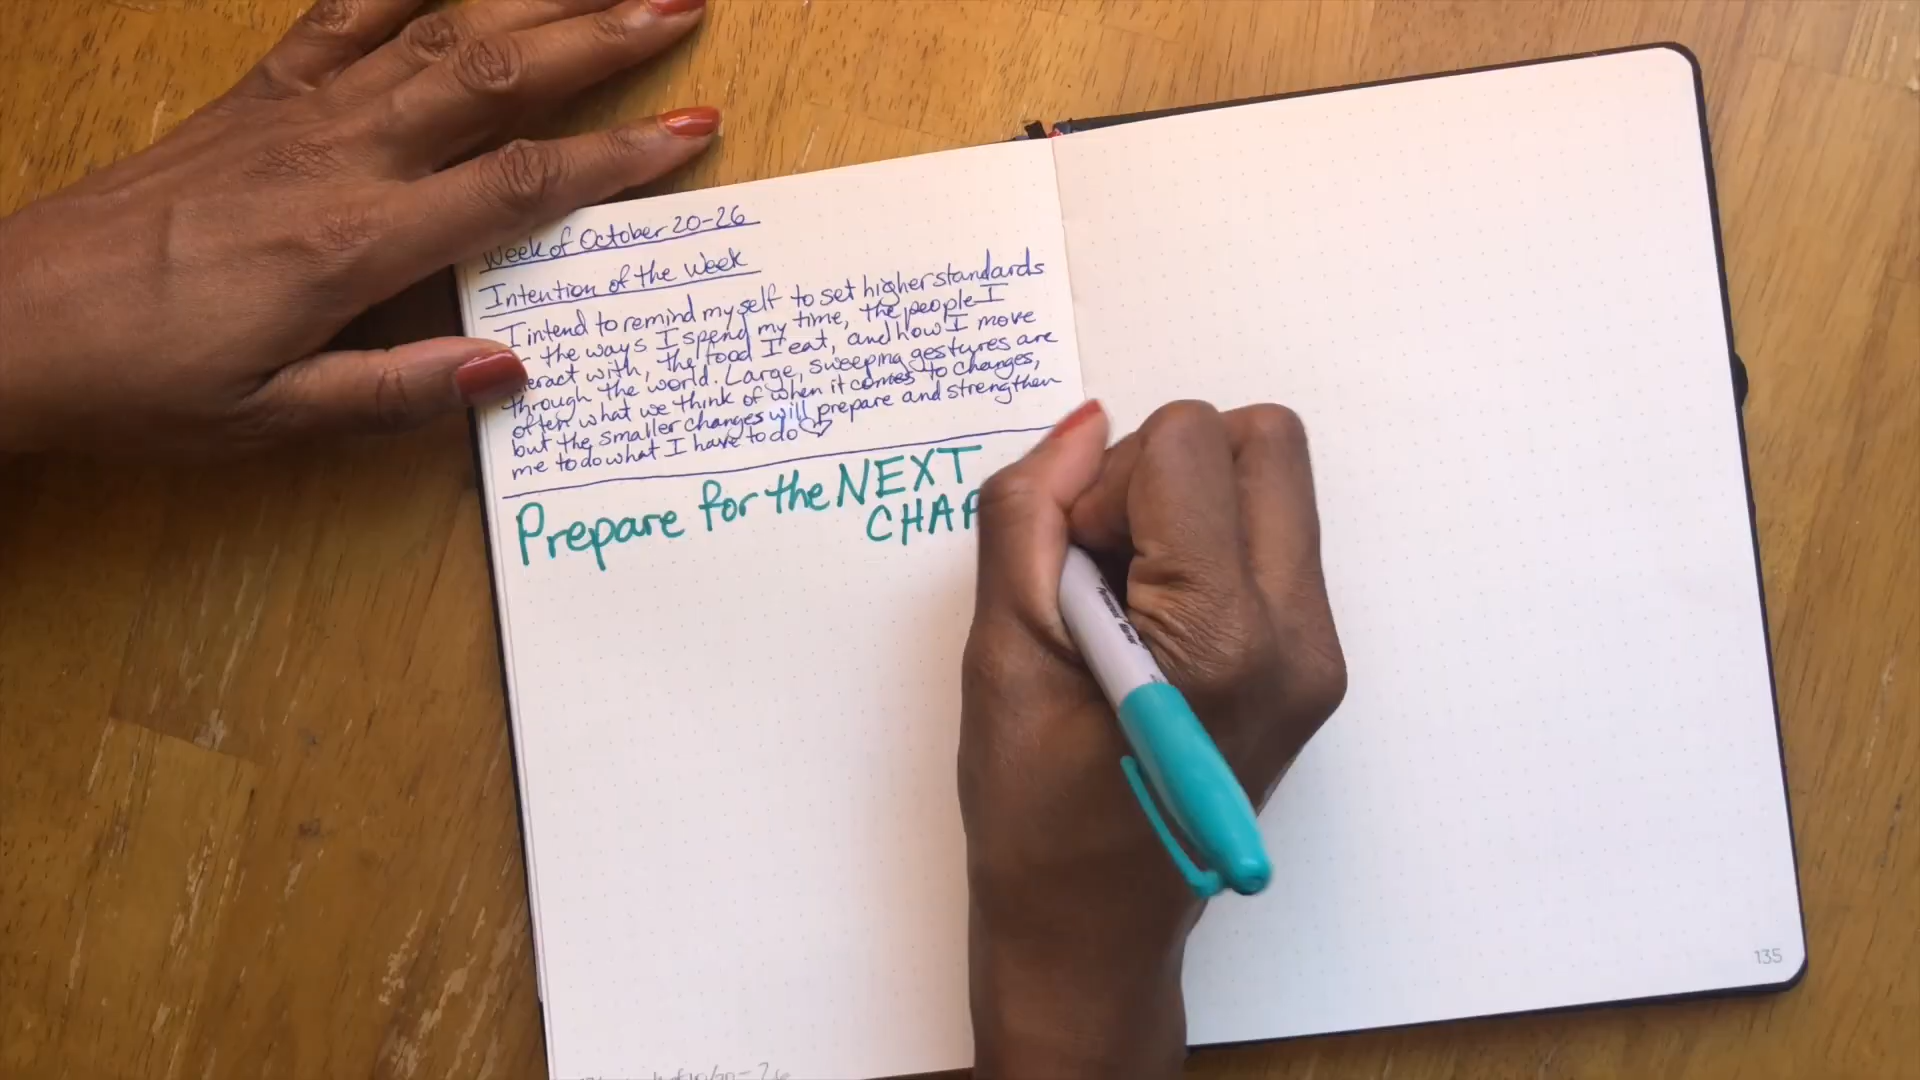 Week of October 20-26
Intention of the Week
I intend to remind myself to set higher standards
the ways I spend my time, the people I
teract with, the food I eat, and how I move
through the world. Large, sweeping gestures are
often what we think of when it comes to changes,
but the smaller changes will prepare and strengthen
me to do what I have to do ♡
Prepare for the NEXT
CHAP
Permanent Marker
135